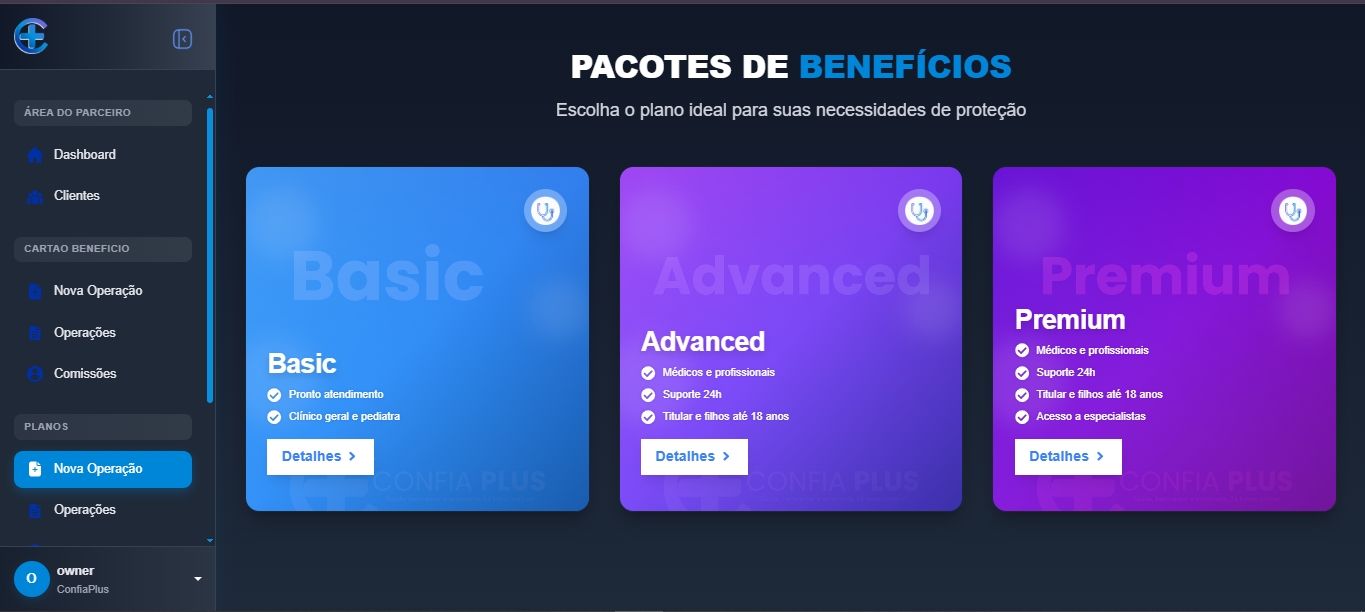 ÁREA DO PARCEIRO
Dashboard
Clientes
CARTAO BENEFICIO
Nova Operação
Operações
Comissões
PLANOS
Nova Operação
Operações
O
owner
ConfiaPlus
PACOTES DE BENEFÍCIOS
Escolha o plano ideal para suas necessidades de proteção
Basic
Basic
Pronto atendimento
Clínico geral e pediatra
Detalhes
CONFIA PLUS
Advanced
Advanced
Médicos e profissionais
Suporte 24h
Titular e filhos até 18 anos
Detalhes
CONFIA PLUS
Premium
Premium
Médicos e profissionais
Suporte 24h
Titular e filhos até 18 anos
Acesso a especialistas
Detalhes
CONFIA PLUS